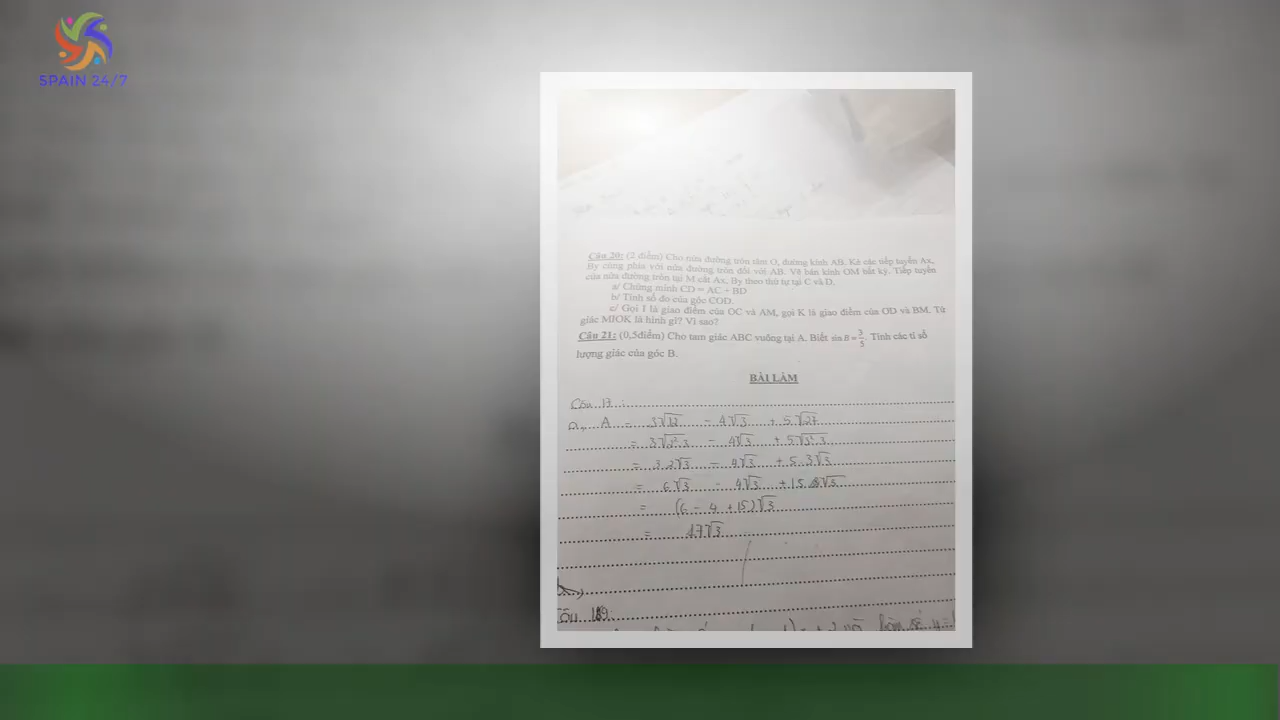 SPAIN 24/7
Câu 20: (2 điểm) Cho nửa đường tròn tâm O, đường kính AB. Kẻ các tiếp tuyến Ax,
By cùng phía với nửa đường tròn đối với AB. Vẽ bán kính OM bất kỳ. Tiếp tuyến
của nửa đường tròn tại M cắt Ax, By theo thứ tự tại C và D.
a/ Chứng minh CD = AC + BD
b/ Tính số đo của góc COD.
c/ Gọi I là giao điểm của OC và AM, gọi K là giao điểm của OD và BM. Tứ
giác MIOK là hình gì? Vì sao?
Câu 21: (0,5điểm) Cho tam giác ABC vuông tại A. Biết sin B = 3/5. Tính các tỉ số
lượng giác của góc B.
BÀI LÀM
Câu 17:
a, A = 3√12 - 4√3 + 5√27
= 3√2².3 - 4√3 + 5√3².3
= 3.2√3 - 4√3 + 5.3√3
= 6√3 - 4√3 + 15√3
= (6 - 4 + 15)√3
= 17√3
b,
Câu 19: